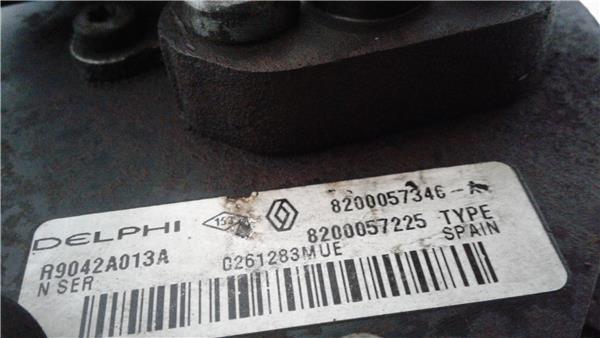 8200057346-A
DELPHI 8200057225 TYPE
R9042A013A 0261283MUE SPAIN
N SER